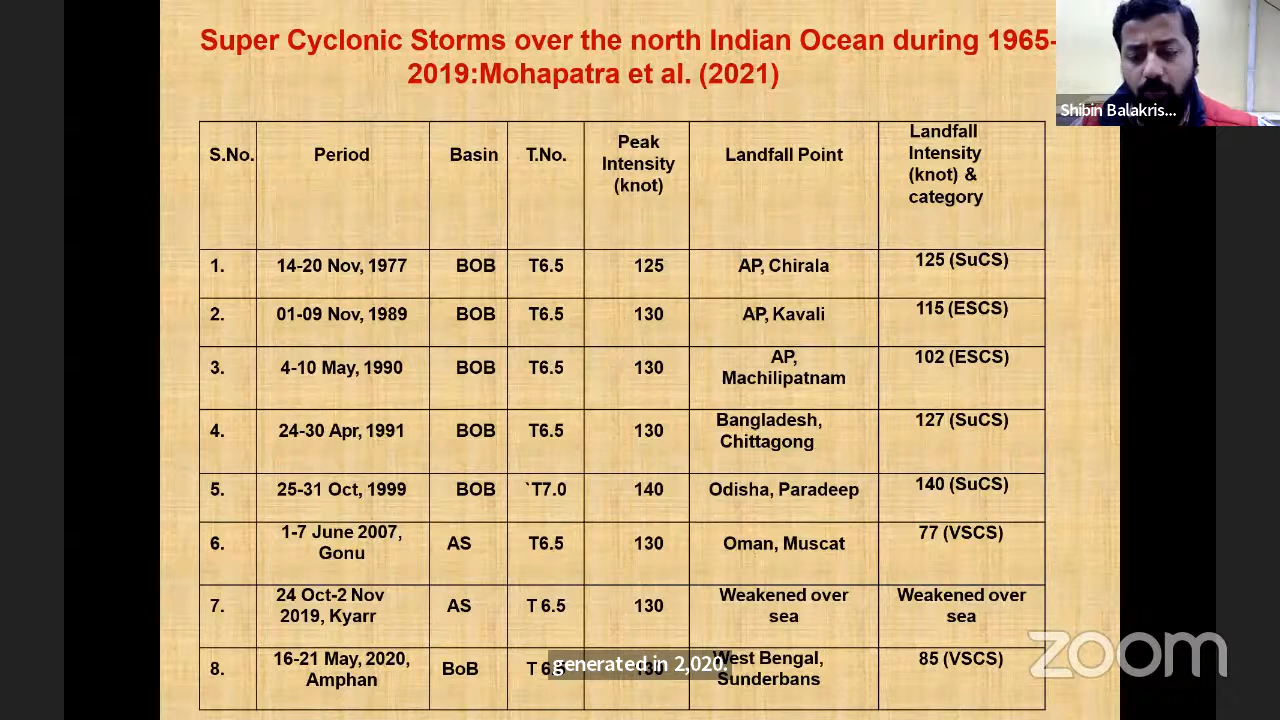 Super Cyclonic Storms over the north Indian Ocean during 1965-
2019:Mohapatra et al. (2021)
Shibin Balakris...
S.No. Period Basin T.No. Peak Intensity (knot) Landfall Point Landfall Intensity (knot) & category
1. 14-20 Nov, 1977 BOB T6.5 125 AP, Chirala 125 (SuCS)
2. 01-09 Nov, 1989 BOB T6.5 130 AP, Kavali 115 (ESCS)
3. 4-10 May, 1990 BOB T6.5 130 AP, Machilipatnam 102 (ESCS)
4. 24-30 Apr, 1991 BOB T6.5 130 Bangladesh, Chittagong 127 (SuCS)
5. 25-31 Oct, 1999 BOB `T7.0 140 Odisha, Paradeep 140 (SuCS)
6. 1-7 June 2007, Gonu AS T6.5 130 Oman, Muscat 77 (VSCS)
7. 24 Oct-2 Nov 2019, Kyarr AS T 6.5 130 Weakened over sea Weakened over sea
8. 16-21 May, 2020, Amphan BoB T West Bengal, Sunderbans 85 (VSCS)
generated in 2,020.
zoom